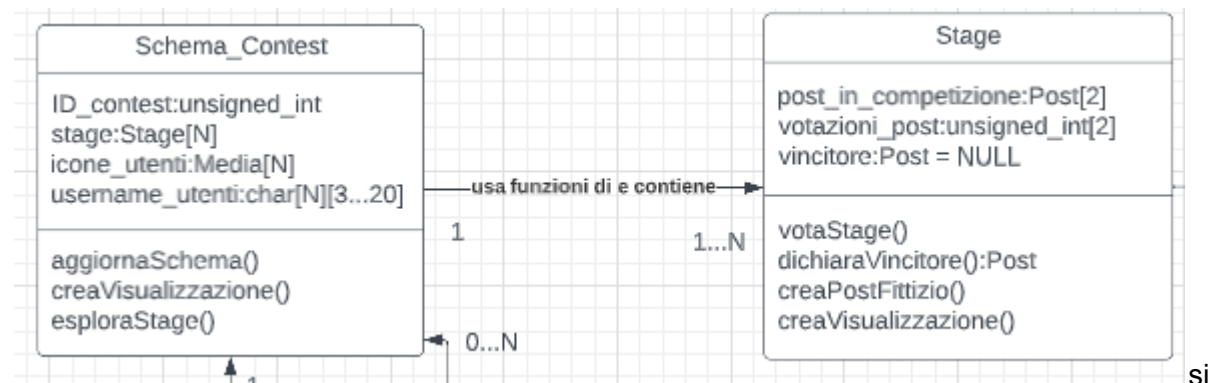 Schema_Contest
ID_contest:unsigned_int
stage:Stage[N]
icone_utenti:Media[N]
username_utenti:char[N][3...20]
aggiornaSchema()
creaVisualizzazione()
esploraStage()
usa funzioni di e contiene
1
1...N
0...N
1
Stage
post_in_competizione:Post[2]
votazioni_post:unsigned_int[2]
vincitore:Post = NULL
votaStage()
dichiaraVincitore():Post
creaPostFittizio()
creaVisualizzazione()
si